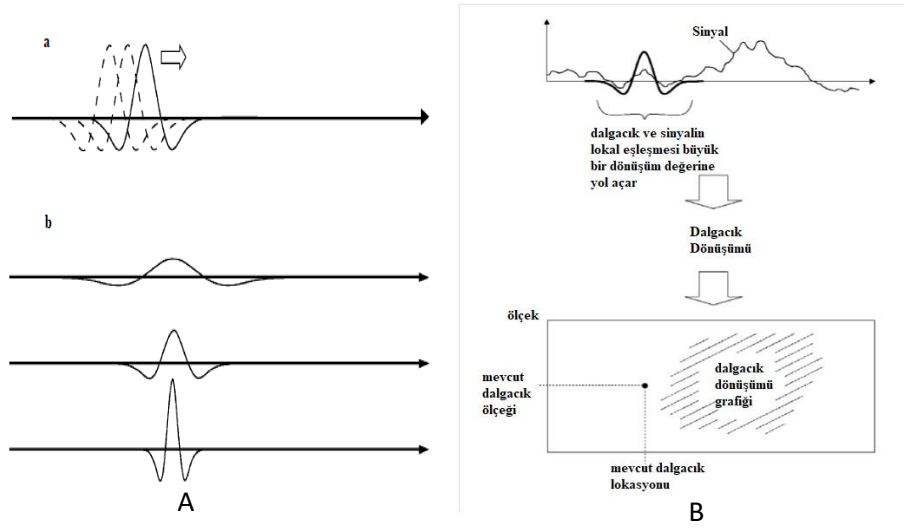 a
b
A
Sinyal
dalgacık ve sinyalin
lokal eşleşmesi büyük
bir dönüşüm değerine
yol açar
Dalgacık
Dönüşümü
ölçek
mevcut
dalgacık
ölçeği
dalgacık
dönüşümü
grafiği
mevcut dalgacık
lokasyonu
B